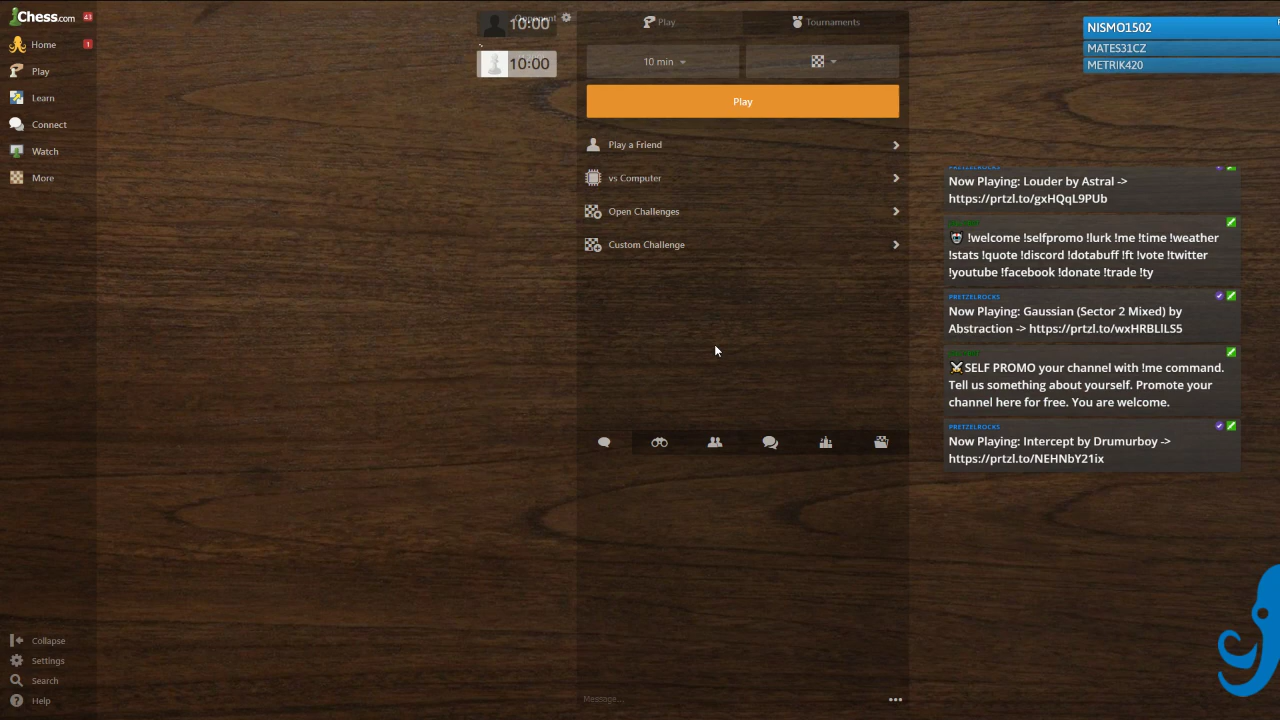 Chess.com
43
Home
1
Play
Learn
Connect
Watch
More
Collapse
Settings
Search
Help
Opponent
10:00
10:00
Play
Tournaments
10 min
Play
Play a Friend
vs Computer
Open Challenges
Custom Challenge
Message...
NISMO1502
MATES31CZ
METRIK420
PRETZELROCKS
Now Playing: Louder by Astral ->
https://prtzl.to/gxHQqL9PUb
!welcome !selfpromo !lurk !me !time !weather
!stats !quote !discord !dotabuff !ft !vote !twitter
!youtube !facebook !donate !trade !ty
PRETZELROCKS
Now Playing: Gaussian (Sector 2 Mixed) by
Abstraction -> https://prtzl.to/wxHRBLlLS5
SELF PROMO your channel with !me command.
Tell us something about yourself. Promote your
channel here for free. You are welcome.
PRETZELROCKS
Now Playing: Intercept by Drumurboy ->
https://prtzl.to/NEHNbY21ix